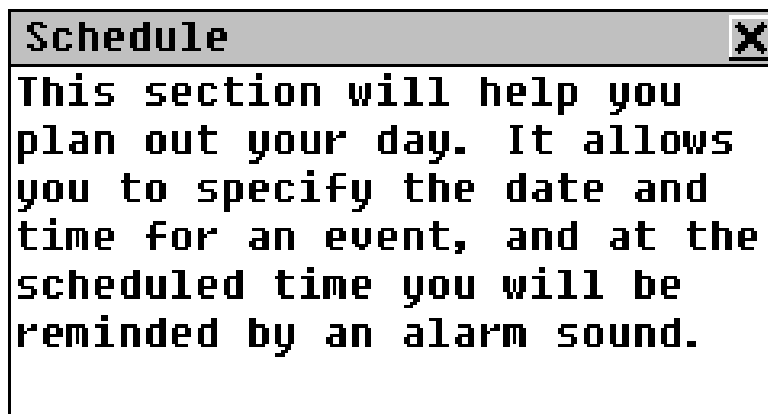 Schedule
This section will help you
plan out your day. It allows
you to specify the date and
time for an event, and at the
scheduled time you will be
reminded by an alarm sound.